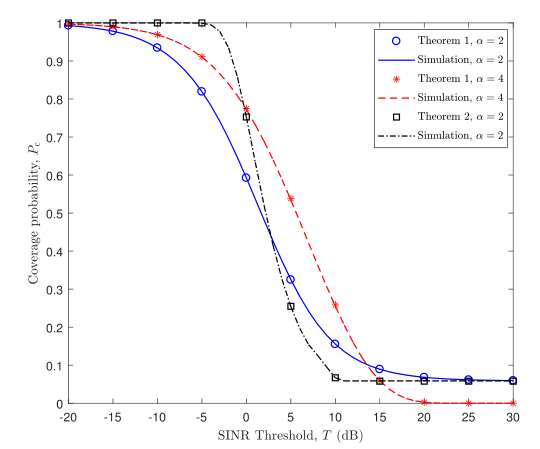 Theorem 1, α = 2
Simulation, α = 2
Theorem 1, α = 4
Simulation, α = 4
Theorem 2, α = 2
Simulation, α = 2
Coverage probability, P_c
1
0.9
0.8
0.7
0.6
0.5
0.4
0.3
0.2
0.1
0
-20 -15 -10 -5 0 5 10 15 20 25 30
SINR Threshold, T (dB)